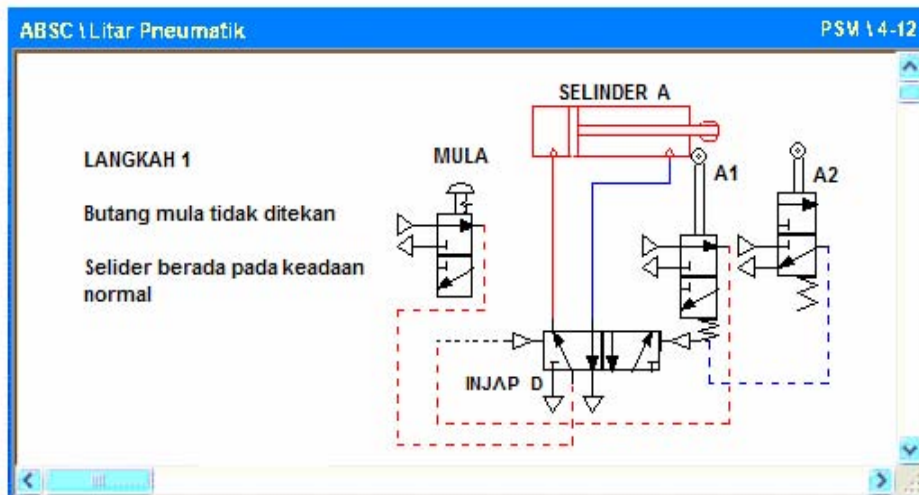 ABSC \ Litar Pneumatik
PSM \ 4-12
SELINDER A
LANGKAH 1
MULA
A1
A2
Butang mula tidak ditekan
Selider berada pada keadaan
normal
INJAP D